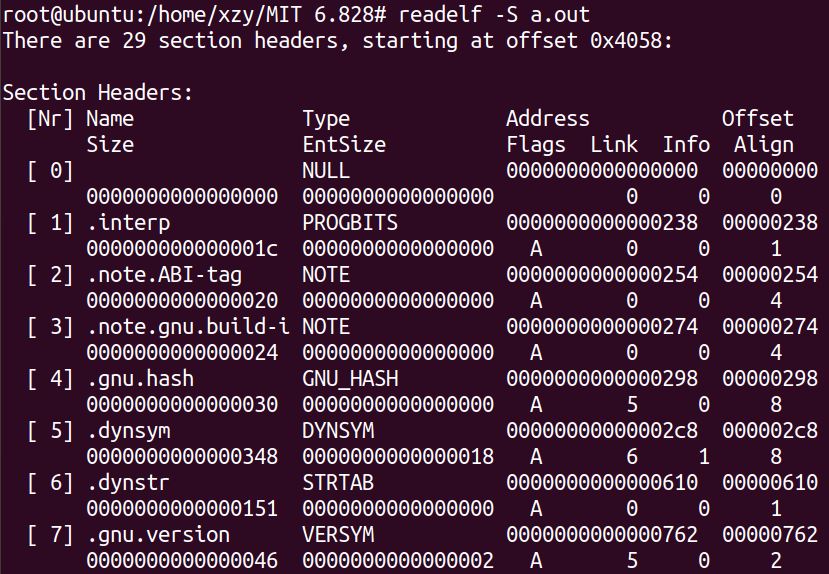 root@ubuntu:/home/xzy/MIT 6.828# readelf -S a.out
There are 29 section headers, starting at offset 0x4058:
Section Headers:
  [Nr] Name              Type             Address           Offset
       Size              EntSize          Flags  Link  Info  Align
  [ 0]                   NULL             0000000000000000  00000000
       0000000000000000  0000000000000000           0     0     0
  [ 1] .interp           PROGBITS         0000000000000238  00000238
       000000000000001c  0000000000000000   A       0     0     1
  [ 2] .note.ABI-tag     NOTE             0000000000000254  00000254
       0000000000000020  0000000000000000   A       0     0     4
  [ 3] .note.gnu.build-i NOTE             0000000000000274  00000274
       0000000000000024  0000000000000000   A       0     0     4
  [ 4] .gnu.hash         GNU_HASH         0000000000000298  00000298
       0000000000000030  0000000000000000   A       5     0     8
  [ 5] .dynsym           DYNSYM           00000000000002c8  000002c8
       0000000000000348  0000000000000018   A       6     1     8
  [ 6] .dynstr           STRTAB           0000000000000610  00000610
       0000000000000151  0000000000000000   A       0     0     1
  [ 7] .gnu.version      VERSYM           0000000000000762  00000762
       0000000000000046  0000000000000002   A       5     0     2